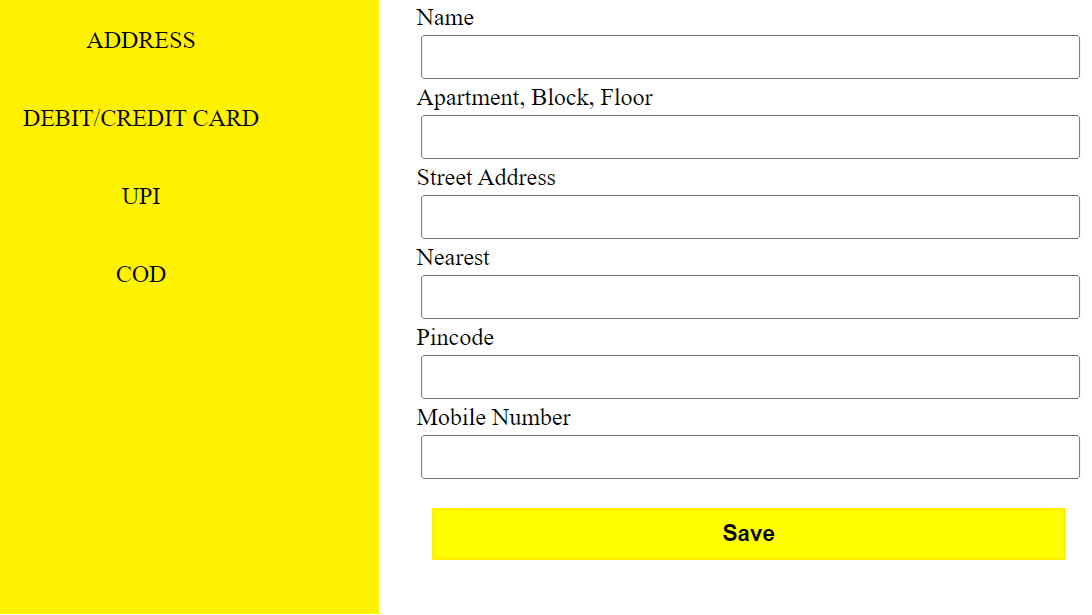 ADDRESS
DEBIT/CREDIT CARD
UPI
COD
Name
Apartment, Block, Floor
Street Address
Nearest
Pincode
Mobile Number
Save